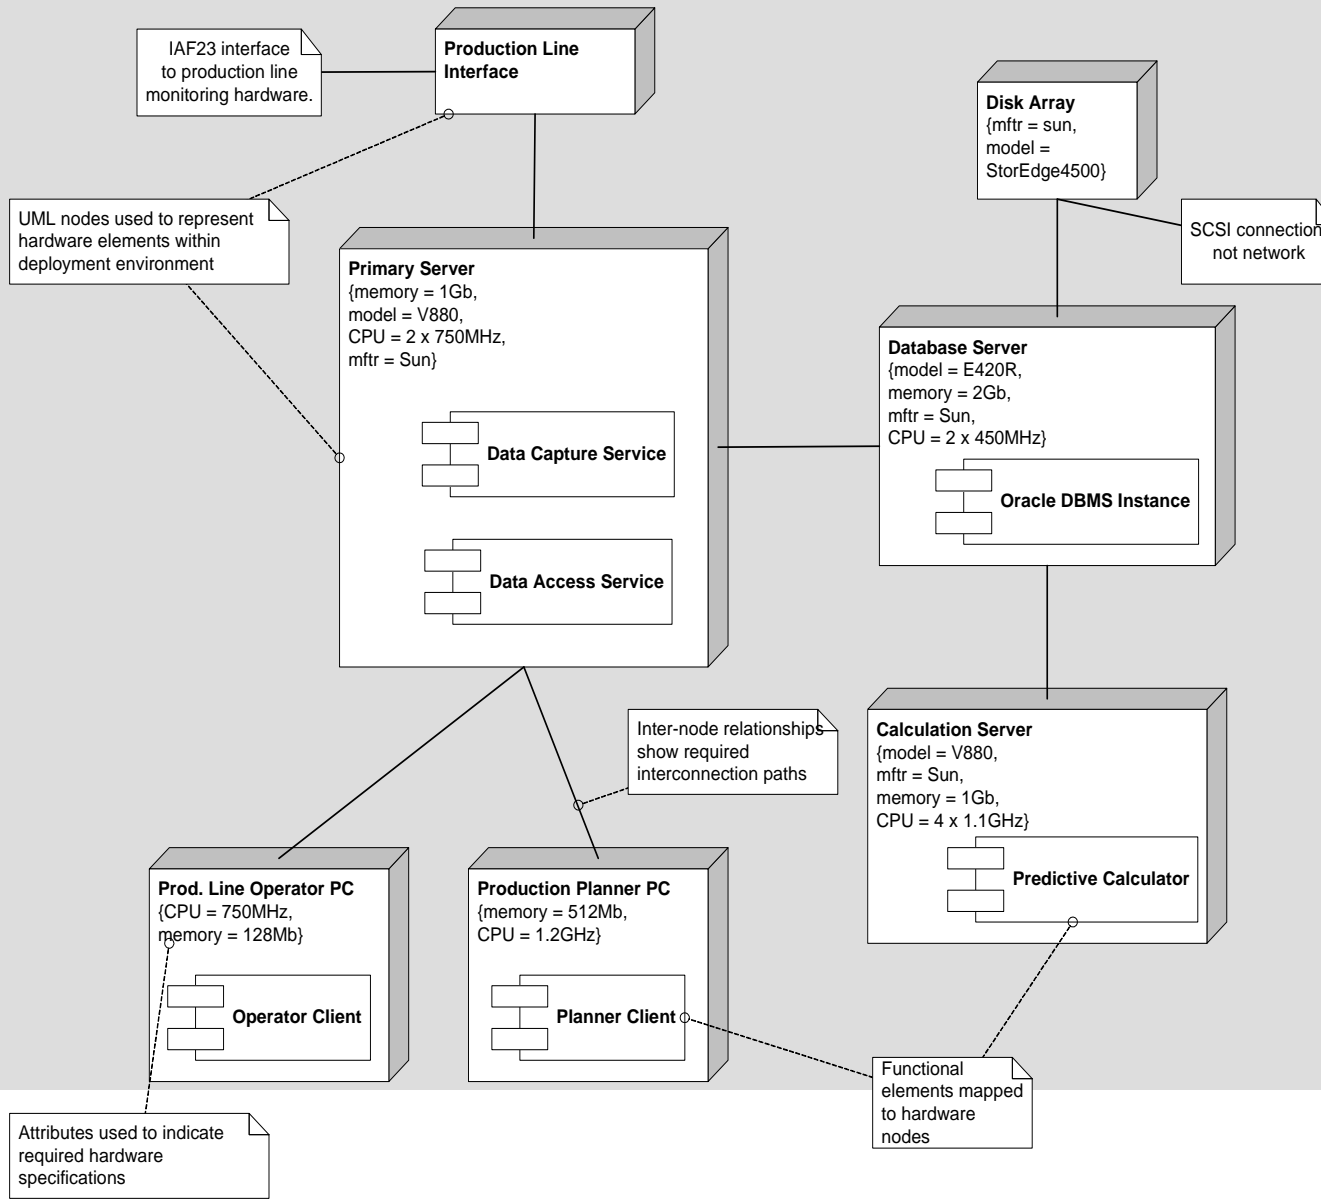 IAF23 interface
to production line
monitoring hardware.
Production Line
Interface
Disk Array
{mftr = sun,
model =
StorEdge4500}
UML nodes used to represent
hardware elements within
deployment environment
SCSI connection
not network
Primary Server
{memory = 1Gb,
model = V880,
CPU = 2 x 750MHz,
mftr = Sun}
Data Capture Service
Data Access Service
Database Server
{model = E420R,
memory = 2Gb,
mftr = Sun,
CPU = 2 x 450MHz}
Oracle DBMS Instance
Inter-node relationships
show required
interconnection paths
Calculation Server
{model = V880,
mftr = Sun,
memory = 1Gb,
CPU = 4 x 1.1GHz}
Predictive Calculator
Prod. Line Operator PC
{CPU = 750MHz,
memory = 128Mb}
Operator Client
Production Planner PC
{memory = 512Mb,
CPU = 1.2GHz}
Planner Client
Functional
elements mapped
to hardware
nodes
Attributes used to indicate
required hardware
specifications